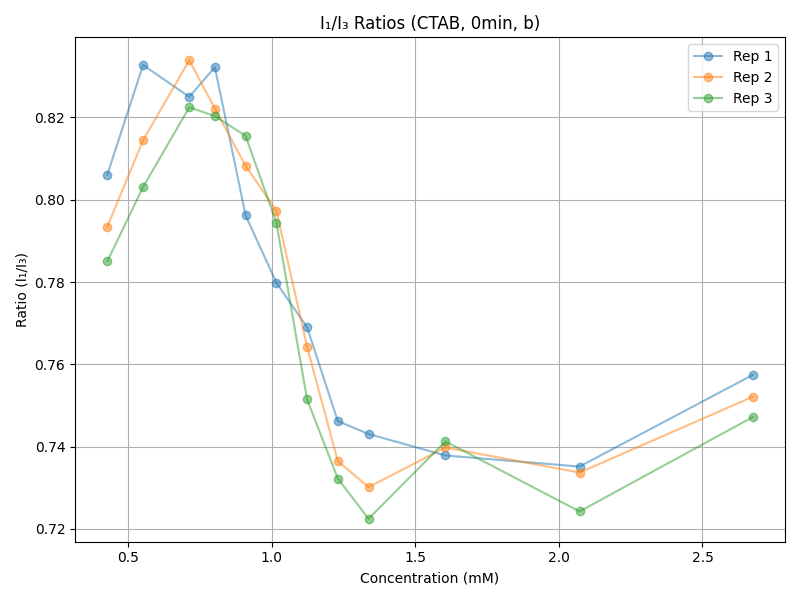 I₁/I₃ Ratios (CTAB, 0min, b)
Rep 1
Rep 2
Rep 3
Ratio (I₁/I₃)
0.82
0.80
0.78
0.76
0.74
0.72
0.5
1.0
1.5
2.0
2.5
Concentration (mM)